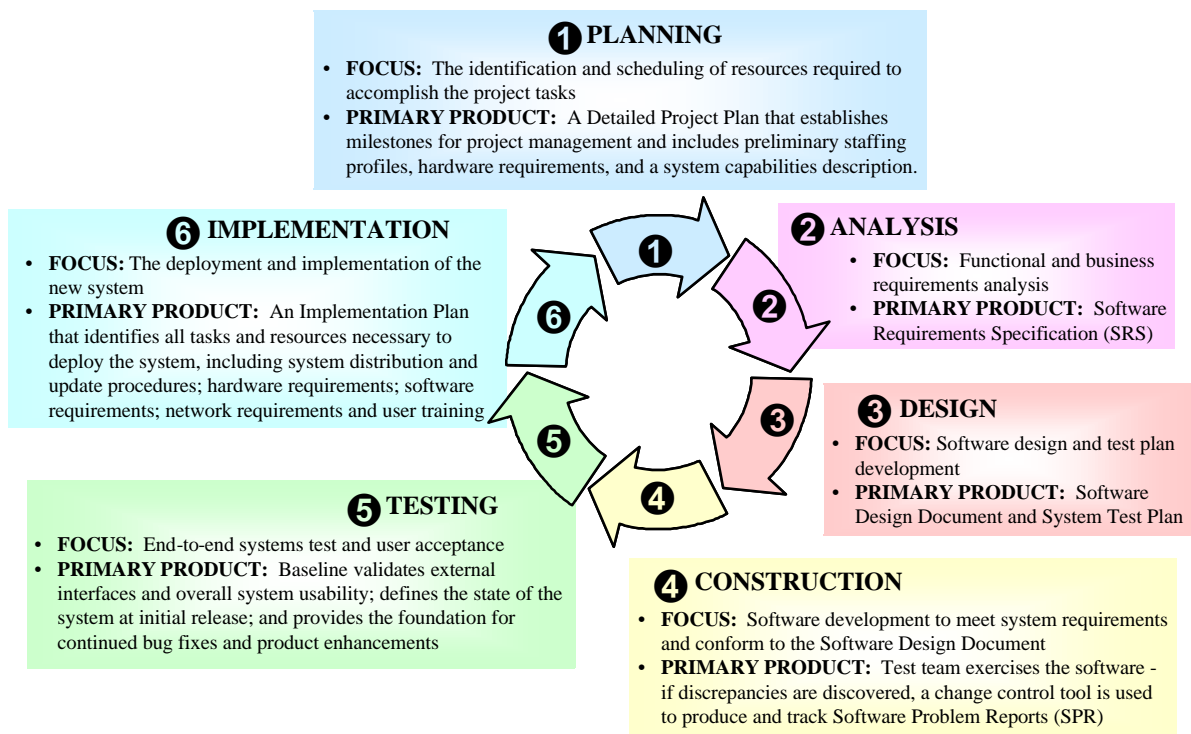 ❶ PLANNING
• FOCUS: The identification and scheduling of resources required to
accomplish the project tasks
• PRIMARY PRODUCT: A Detailed Project Plan that establishes
milestones for project management and includes preliminary staffing
profiles, hardware requirements, and a system capabilities description.
❷ ANALYSIS
• FOCUS: Functional and business
requirements analysis
• PRIMARY PRODUCT: Software
Requirements Specification (SRS)
❸ DESIGN
• FOCUS: Software design and test plan
development
• PRIMARY PRODUCT: Software
Design Document and System Test Plan
❹ CONSTRUCTION
• FOCUS: Software development to meet system requirements
and conform to the Software Design Document
• PRIMARY PRODUCT: Test team exercises the software -
if discrepancies are discovered, a change control tool is used
to produce and track Software Problem Reports (SPR)
❺ TESTING
• FOCUS: End-to-end systems test and user acceptance
• PRIMARY PRODUCT: Baseline validates external
interfaces and overall system usability; defines the state of the
system at initial release; and provides the foundation for
continued bug fixes and product enhancements
❻ IMPLEMENTATION
• FOCUS: The deployment and implementation of the
new system
• PRIMARY PRODUCT: An Implementation Plan
that identifies all tasks and resources necessary to
deploy the system, including system distribution and
update procedures; hardware requirements; software
requirements; network requirements and user training
❶
❷
❸
❹
❺
❻